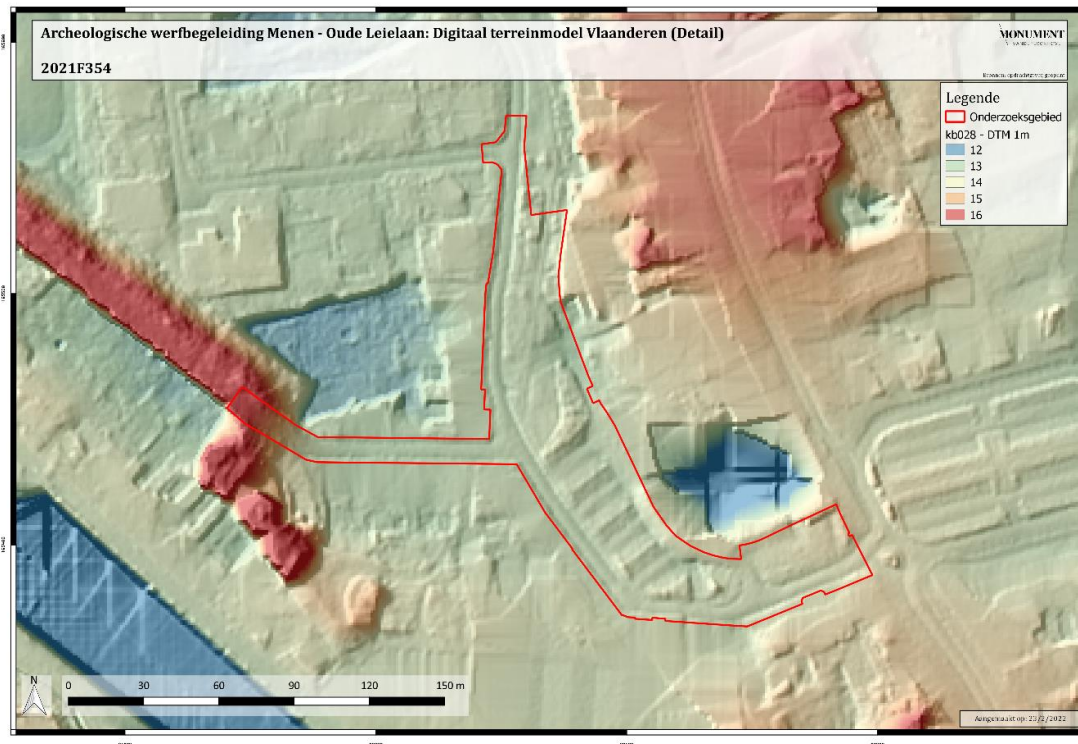 Archeologische werfbegeleiding Menen - Oude Leielaan: Digitaal terreinmodel Vlaanderen (Detail)
2021F354
MONUMENT
Legende
Onderzoeksgebied
kb028 - DTM 1m
12
13
14
15
16
N
0 30 60 90 120 150 m
Aangemaakt op: 23/2/2022